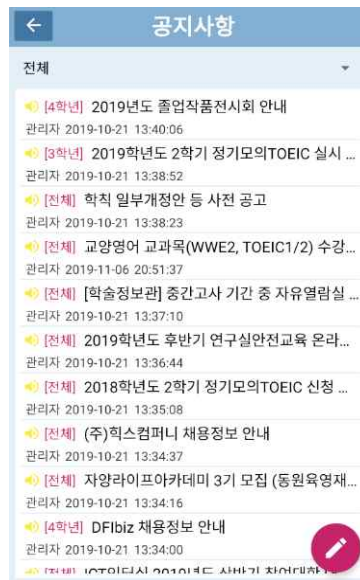 공지사항
전체
[4학년] 2019년도 졸업작품전시회 안내
관리자 2019-10-21 13:40:06
[3학년] 2019학년도 2학기 정기모의TOEIC 실시 ...
관리자 2019-10-21 13:38:52
[전체] 학칙 일부개정안 등 사전 공고
관리자 2019-10-21 13:38:23
[전체] 교양영어 교과목(WWE2, TOEIC1/2) 수강...
관리자 2019-11-06 20:51:37
[전체] [학술정보관] 중간고사 기간 중 자유열람실 ...
관리자 2019-10-21 13:37:10
[전체] 2019학년도 후반기 연구실안전교육 온라...
관리자 2019-10-21 13:36:44
[전체] 2018학년도 2학기 정기모의TOEIC 신청 ...
관리자 2019-10-21 13:35:08
[전체] (주)힉스컴퍼니 채용정보 안내
관리자 2019-10-21 13:34:37
[전체] 자양라이프아카데미 3기 모집 (동원육영재...
관리자 2019-10-21 13:34:16
[4학년] DFIbiz 채용정보 안내
관리자 2019-10-21 13:34:00
[전체] 2019년도 상반기